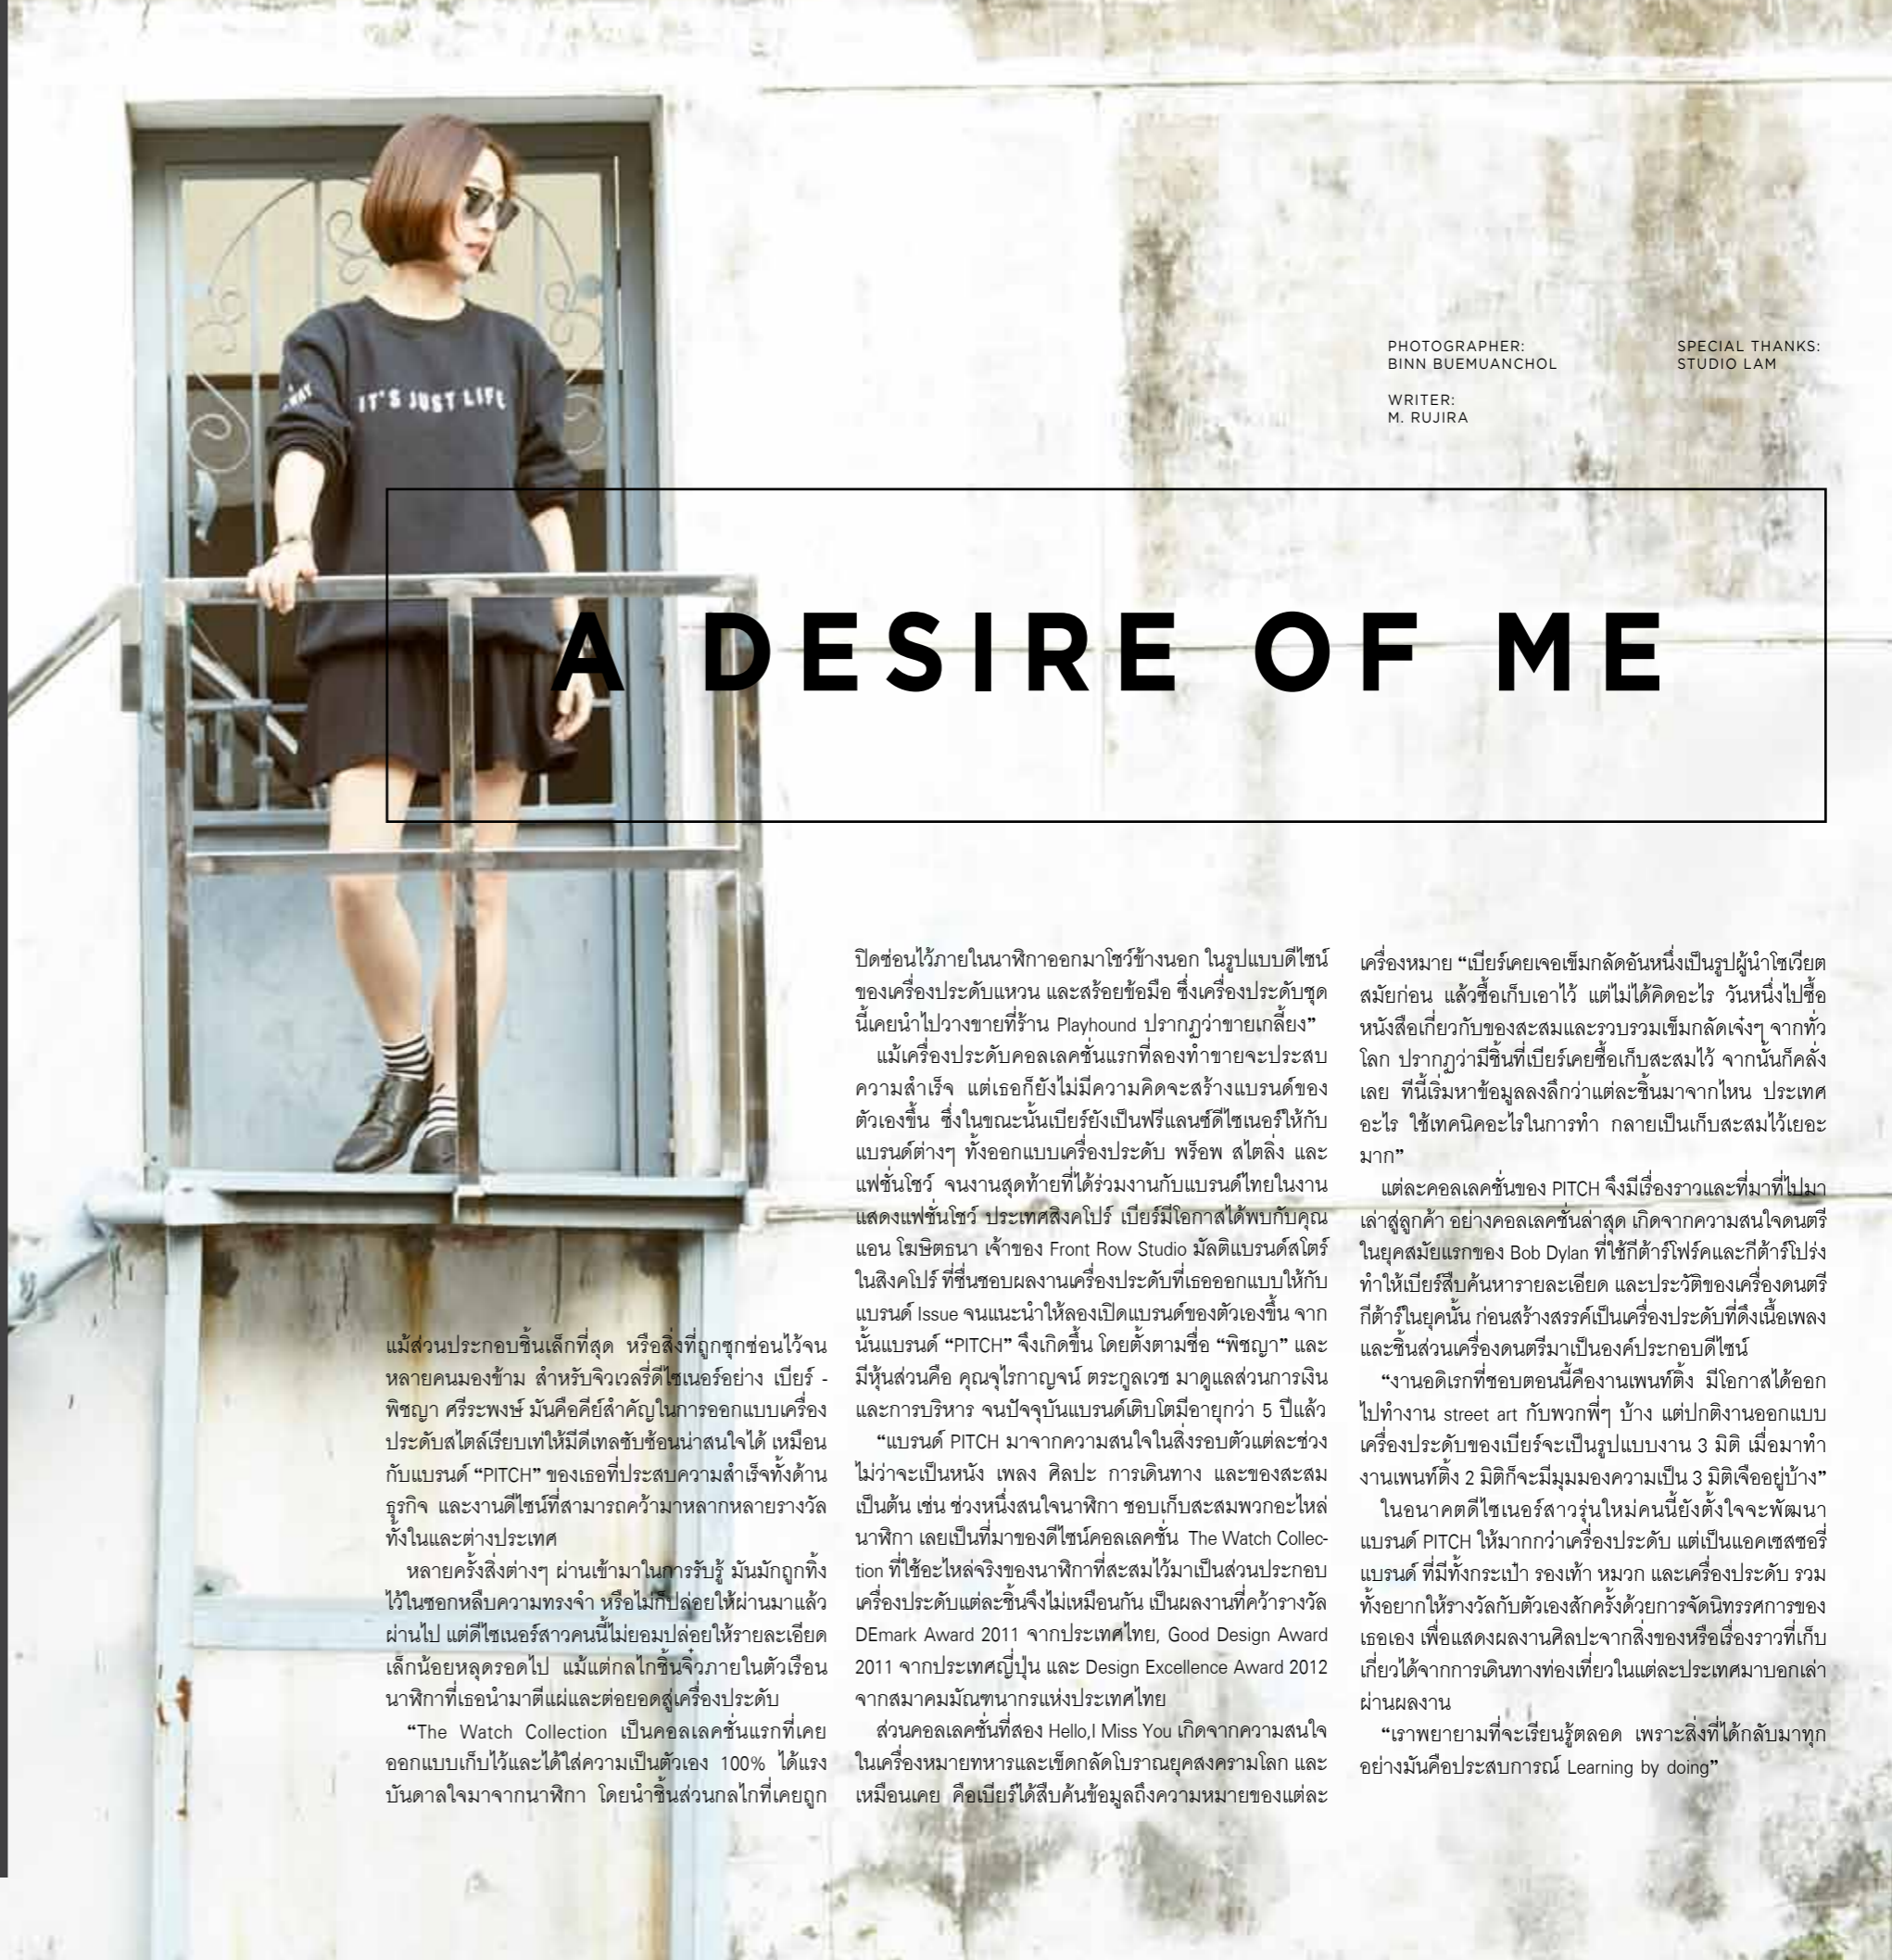 IT'S JUST LIFE
WAY
PHOTOGRAPHER:
BINN BUEMUANCHOL
WRITER:
M. RUJIRA
SPECIAL THANKS:
STUDIO LAM
A DESIRE OF ME
แม้ส่วนประกอบชิ้นเล็กที่สุด หรือสิ่งที่ถูกซุกซ่อนไว้จน
หลายคนมองข้าม สำหรับจิวเวลรี่ดีไซเนอร์อย่าง เบียร์ -
พิชญา ศรีระพงษ์ มันคือคีย์สำคัญในการออกแบบเครื่อง
ประดับสไตล์เรียบเท่ให้มีดีเทลซับซ้อนน่าสนใจได้ เหมือน
กับแบรนด์ “PITCH” ของเธอที่ประสบความสำเร็จทั้งด้าน
ธุรกิจ และงานดีไซน์ที่สามารถคว้ามาหลากหลายรางวัล
ทั้งในและต่างประเทศ
หลายครั้งสิ่งต่างๆ ผ่านเข้ามาในการรับรู้ มันมักถูกทิ้ง
ไว้ในซอกหลืบความทรงจำ หรือไม่ก็ปล่อยให้ผ่านมาแล้ว
ผ่านไป แต่ดีไซเนอร์สาวคนนี้ไม่ยอมปล่อยให้รายละเอียด
เล็กน้อยหลุดรอดไป แม้แต่กลไกชิ้นจิ๋วภายในตัวเรือน
นาฬิกาที่เธอนำมาตีแผ่และต่อยอดสู่เครื่องประดับ
“The Watch Collection เป็นคอลเลคชั่นแรกที่เคย
ออกแบบเก็บไว้และได้ใส่ความเป็นตัวเอง 100% ได้แรง
บันดาลใจมาจากนาฬิกา โดยนำชิ้นส่วนกลไกที่เคยถูก
ปิดซ่อนไว้ภายในนาฬิกาออกมาโชว์ข้างนอก ในรูปแบบดีไซน์
ของเครื่องประดับแหวน และสร้อยข้อมือ ซึ่งเครื่องประดับชุด
นี้เคยนำไปวางขายที่ร้าน Playhound ปรากฏว่าขายเกลี้ยง”
แม้เครื่องประดับคอลเลคชั่นแรกที่ลองทำขายจะประสบ
ความสำเร็จ แต่เธอก็ยังไม่มีความคิดจะสร้างแบรนด์ของ
ตัวเองขึ้น ซึ่งในขณะนั้นเบียร์ยังเป็นฟรีแลนซ์ดีไซเนอร์ให้กับ
แบรนด์ต่างๆ ทั้งออกแบบเครื่องประดับ พร็อพ สไตลิ่ง และ
แฟชั่นโชว์ จนงานสุดท้ายที่ได้ร่วมงานกับแบรนด์ไทยในงาน
แสดงแฟชั่นโชว์ ประเทศสิงคโปร์ เบียร์มีโอกาสได้พบกับคุณ
แอน โฆษิตธนา เจ้าของ Front Row Studio มัลติแบรนด์สโตร์
ในสิงคโปร์ ที่ชื่นชอบผลงานเครื่องประดับที่เธอออกแบบให้กับ
แบรนด์ Issue จนแนะนำให้ลองเปิดแบรนด์ของตัวเองขึ้น จาก
นั้นแบรนด์ “PITCH” จึงเกิดขึ้น โดยตั้งตามชื่อ “พิชญา” และ
มีหุ้นส่วนคือ คุณจุไรกาญจน์ ตระกูลเวช มาดูแลส่วนการเงิน
และการบริหาร จนปัจจุบันแบรนด์เติบโตมีอายุกว่า 5 ปีแล้ว
“แบรนด์ PITCH มาจากความสนใจในสิ่งรอบตัวแต่ละช่วง
ไม่ว่าจะเป็นหนัง เพลง ศิลปะ การเดินทาง และของสะสม
เป็นต้น เช่น ช่วงหนึ่งสนใจนาฬิกา ชอบเก็บสะสมพวกอะไหล่
นาฬิกา เลยเป็นที่มาของดีไซน์คอลเลคชั่น The Watch Collec-
tion ที่ใช้อะไหล่จริงของนาฬิกาที่สะสมไว้มาเป็นส่วนประกอบ
เครื่องประดับแต่ละชิ้นจึงไม่เหมือนกัน เป็นผลงานที่คว้ารางวัล
DEmark Award 2011 จากประเทศไทย, Good Design Award
2011 จากประเทศญี่ปุ่น และ Design Excellence Award 2012
จากสมาคมมัณฑนากรแห่งประเทศไทย
ส่วนคอลเลคชั่นที่สอง Hello,I Miss You เกิดจากความสนใจ
ในเครื่องหมายทหารและเข็ดกลัดโบราณยุคสงครามโลก และ
เหมือนเคย คือเบียร์ได้สืบค้นข้อมูลถึงความหมายของแต่ละ
เครื่องหมาย “เบียร์เคยเจอเข็มกลัดอันหนึ่งเป็นรูปผู้นำโซเวียต
สมัยก่อน แล้วซื้อเก็บเอาไว้ แต่ไม่ได้คิดอะไร วันหนึ่งไปซื้อ
หนังสือเกี่ยวกับของสะสมและรวบรวมเข็มกลัดเจ๋งๆ จากทั่ว
โลก ปรากฏว่ามีชิ้นที่เบียร์เคยซื้อเก็บสะสมไว้ จากนั้นก็คลั่ง
เลย ทีนี้เริ่มหาข้อมูลลงลึกว่าแต่ละชิ้นมาจากไหน ประเทศ
อะไร ใช้เทคนิคอะไรในการทำ กลายเป็นเก็บสะสมไว้เยอะ
มาก”
แต่ละคอลเลคชั่นของ PITCH จึงมีเรื่องราวและที่มาที่ไปมา
เล่าสู่ลูกค้า อย่างคอลเลคชั่นล่าสุด เกิดจากความสนใจดนตรี
ในยุคสมัยแรกของ Bob Dylan ที่ใช้กีต้าร์โฟร์คและกีต้าร์โปร่ง
ทำให้เบียร์สืบค้นหารายละเอียด และประวัติของเครื่องดนตรี
กีต้าร์ในยุคนั้น ก่อนสร้างสรรค์เป็นเครื่องประดับที่ดึงเนื้อเพลง
และชิ้นส่วนเครื่องดนตรีมาเป็นองค์ประกอบดีไซน์
“งานอดิเรกที่ชอบตอนนี้คืองานเพนท์ติ้ง มีโอกาสได้ออก
ไปทำงาน street art กับพวกพี่ๆ บ้าง แต่ปกติงานออกแบบ
เครื่องประดับของเบียร์จะเป็นรูปแบบงาน 3 มิติ เมื่อมาทำ
งานเพนท์ติ้ง 2 มิติก็จะมีมุมมองความเป็น 3 มิติเจืออยู่บ้าง”
ในอนาคตดีไซเนอร์สาวรุ่นใหม่คนนี้ยังตั้งใจจะพัฒนา
แบรนด์ PITCH ให้มากกว่าเครื่องประดับ แต่เป็นแอคเซสซอรี่
แบรนด์ ที่มีทั้งกระเป๋า รองเท้า หมวก และเครื่องประดับ รวม
ทั้งอยากให้รางวัลกับตัวเองสักครั้งด้วยการจัดนิทรรศการของ
เธอเอง เพื่อแสดงผลงานศิลปะจากสิ่งของหรือเรื่องราวที่เก็บ
เกี่ยวได้จากการเดินทางท่องเที่ยวในแต่ละประเทศมาบอกเล่า
ผ่านผลงาน
“เราพยายามที่จะเรียนรู้ตลอด เพราะสิ่งที่ได้กลับมาทุก
อย่างมันคือประสบการณ์ Learning by doing”